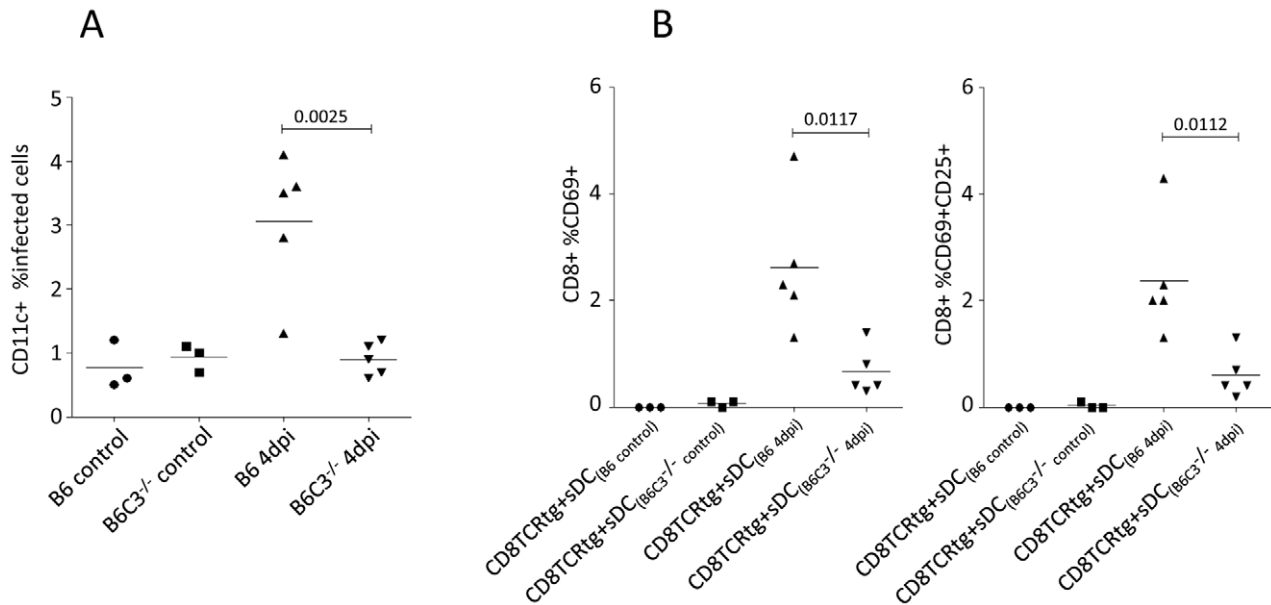 A
B
5
4
3
2
1
0
CD11c+ %infected cells
0.0025
B6 control
B6C3-/- control
B6 4dpi
B6C3-/- 4dpi
6
4
2
0
CD8+ %CD69+
0.0117
CD8TCRtg+sDC(B6 control)
CD8TCRtg+sDC(B6C3-/- control)
CD8TCRtg+sDC(B6 4dpi)
CD8TCRtg+sDC(B6C3-/- 4dpi)
6
4
2
0
CD8+ %CD69+CD25+
0.0112
CD8TCRtg+sDC(B6 control)
CD8TCRtg+sDC(B6C3-/- control)
CD8TCRtg+sDC(B6 4dpi)
CD8TCRtg+sDC(B6C3-/- 4dpi)